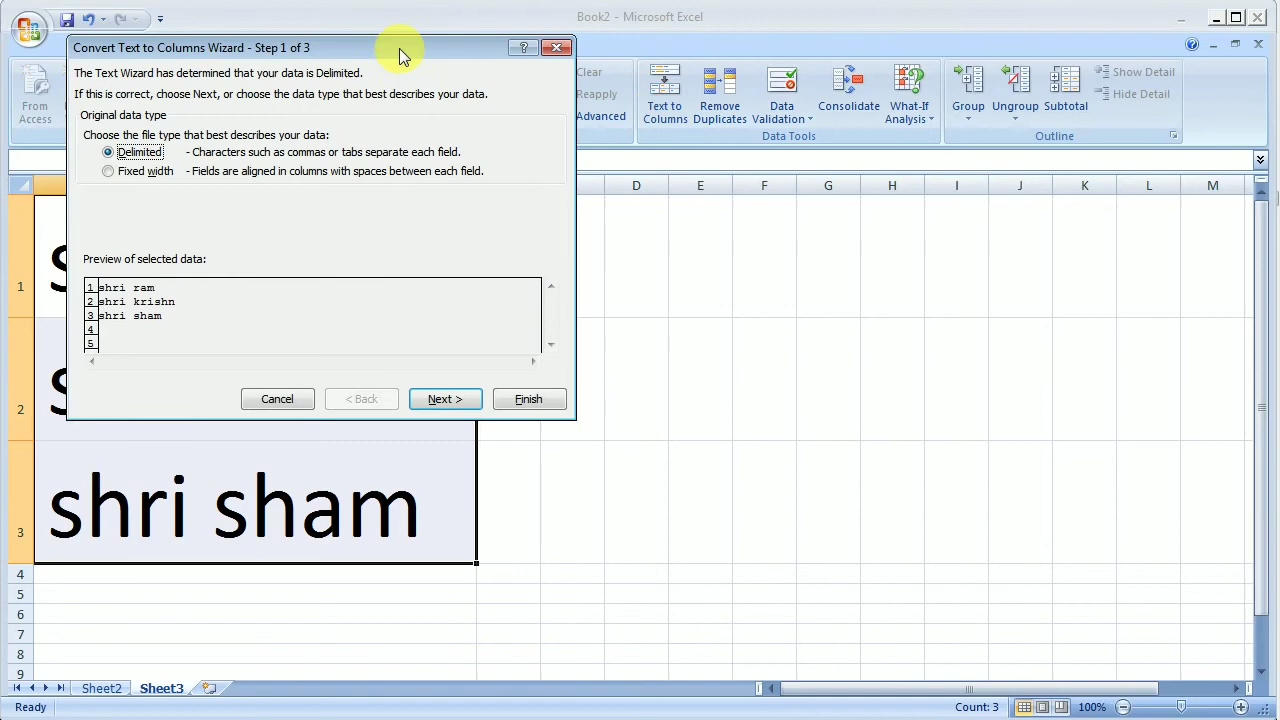 Book2 - Microsoft Excel
Convert Text to Columns Wizard - Step 1 of 3
?
The Text Wizard has determined that your data is Delimited.
If this is correct, choose Next, or choose the data type that best describes your data.
Original data type
Choose the file type that best describes your data:
Delimited - Characters such as commas or tabs separate each field.
Fixed width - Fields are aligned in columns with spaces between each field.
Preview of selected data:
1 shri ram
2 shri krishn
3 shri sham
4
5
Cancel < Back Next > Finish
From Access
Clear
Reapply
Advanced
Text to Columns
Remove Duplicates
Data Validation
Consolidate
What-If Analysis
Data Tools
Group
Ungroup
Subtotal
Show Detail
Hide Detail
Outline
D E F G H I J K L M
1 s
2 s
3 shri sham
4
5
6
7
8
9
Sheet2 Sheet3
Ready Count: 3 100%